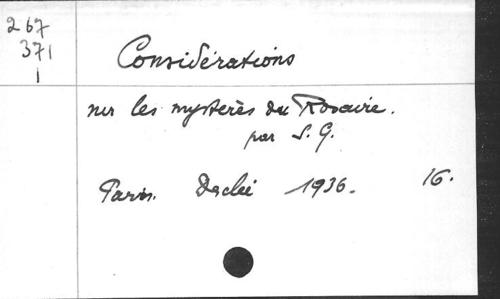 267
371
1
Considérations
sur les mystères du Rosaire.
par S. G.
Paris. Desclée 1936. 16.